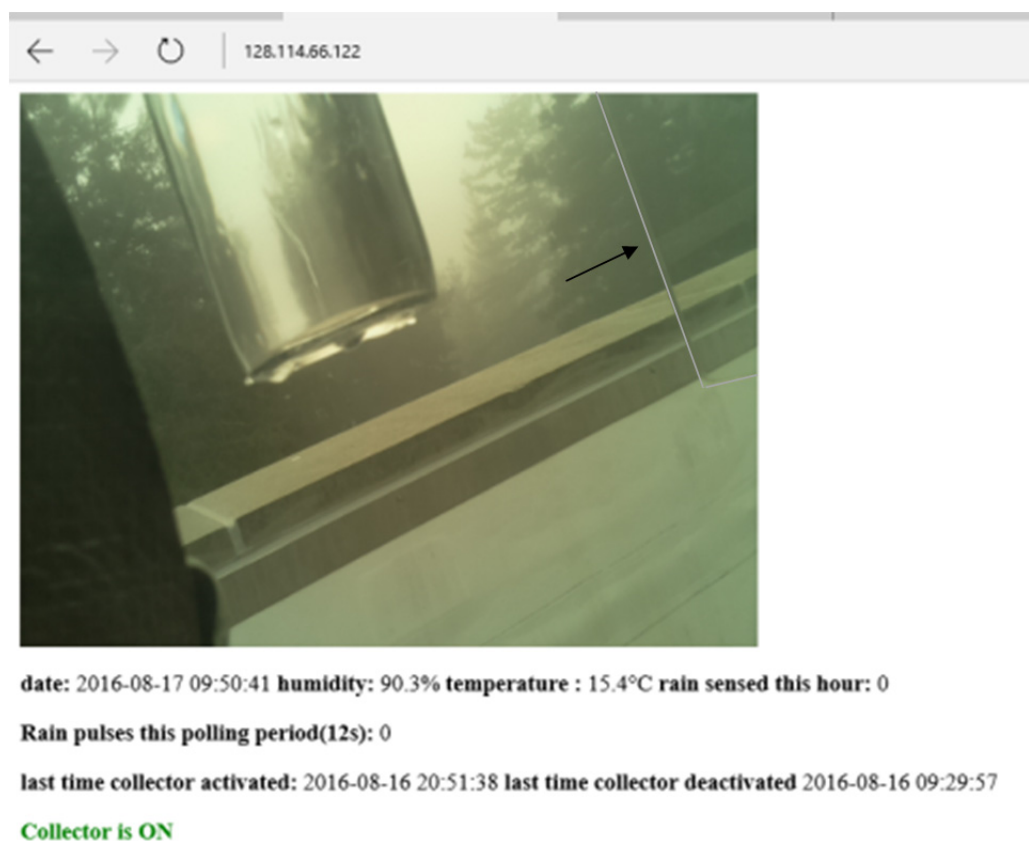 128.114.66.122
date: 2016-08-17 09:50:41 humidity: 90.3% temperature : 15.4°C rain sensed this hour: 0
Rain pulses this polling period(12s): 0
last time collector activated: 2016-08-16 20:51:38 last time collector deactivated 2016-08-16 09:29:57
Collector is ON